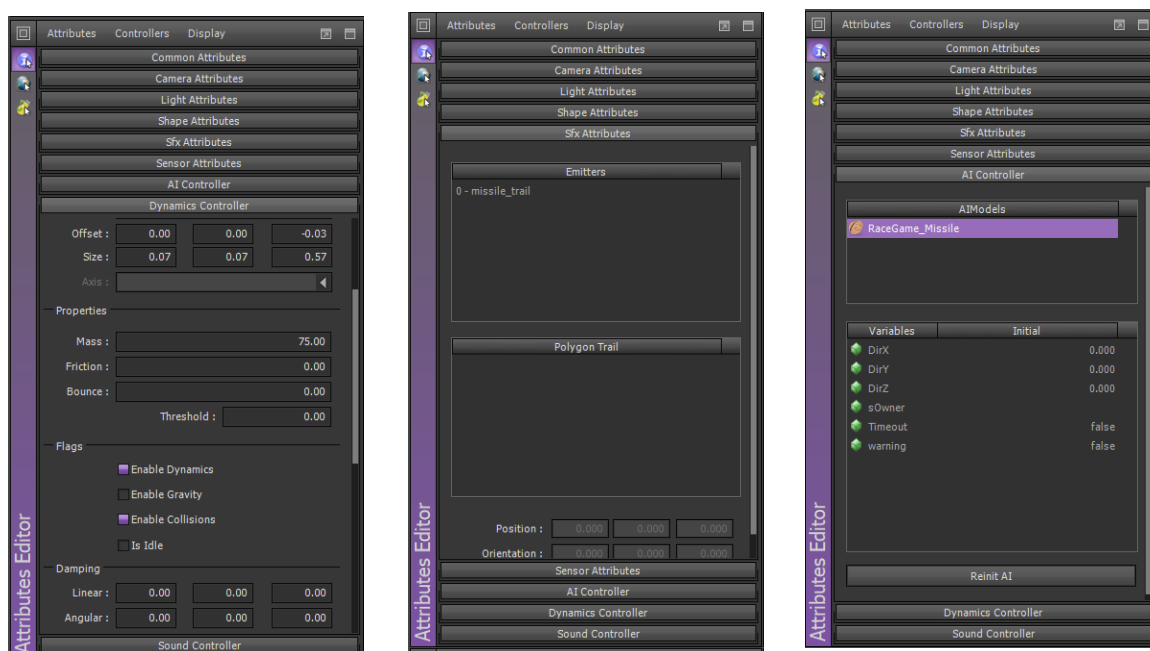 Attributes Controllers Display
Common Attributes
Camera Attributes
Light Attributes
Shape Attributes
Sfx Attributes
Sensor Attributes
AI Controller
Dynamics Controller
Offset : 0.00 0.00 -0.03
Size : 0.07 0.07 0.57
Axis :
Properties
Mass : 75.00
Friction : 0.00
Bounce : 0.00
Threshold : 0.00
Flags
Enable Dynamics
Enable Gravity
Enable Collisions
Is Idle
Damping
Linear : 0.00 0.00 0.00
Angular : 0.00 0.00 0.00
Sound Controller
Attributes Editor
Attributes Controllers Display
Common Attributes
Camera Attributes
Light Attributes
Shape Attributes
Sfx Attributes
Emitters
0 - missile_trail
Polygon Trail
Position : 0.000 0.000 0.000
Orientation : 0.000 0.000 0.000
Sensor Attributes
AI Controller
Dynamics Controller
Sound Controller
Attributes Editor
Attributes Controllers Display
Common Attributes
Camera Attributes
Light Attributes
Shape Attributes
Sfx Attributes
Sensor Attributes
AI Controller
AIModels
RaceGame_Missile
Variables Initial
DirX 0.000
DirY 0.000
DirZ 0.000
sOwner
Timeout false
warning false
Reinit AI
Dynamics Controller
Sound Controller
Attributes Editor